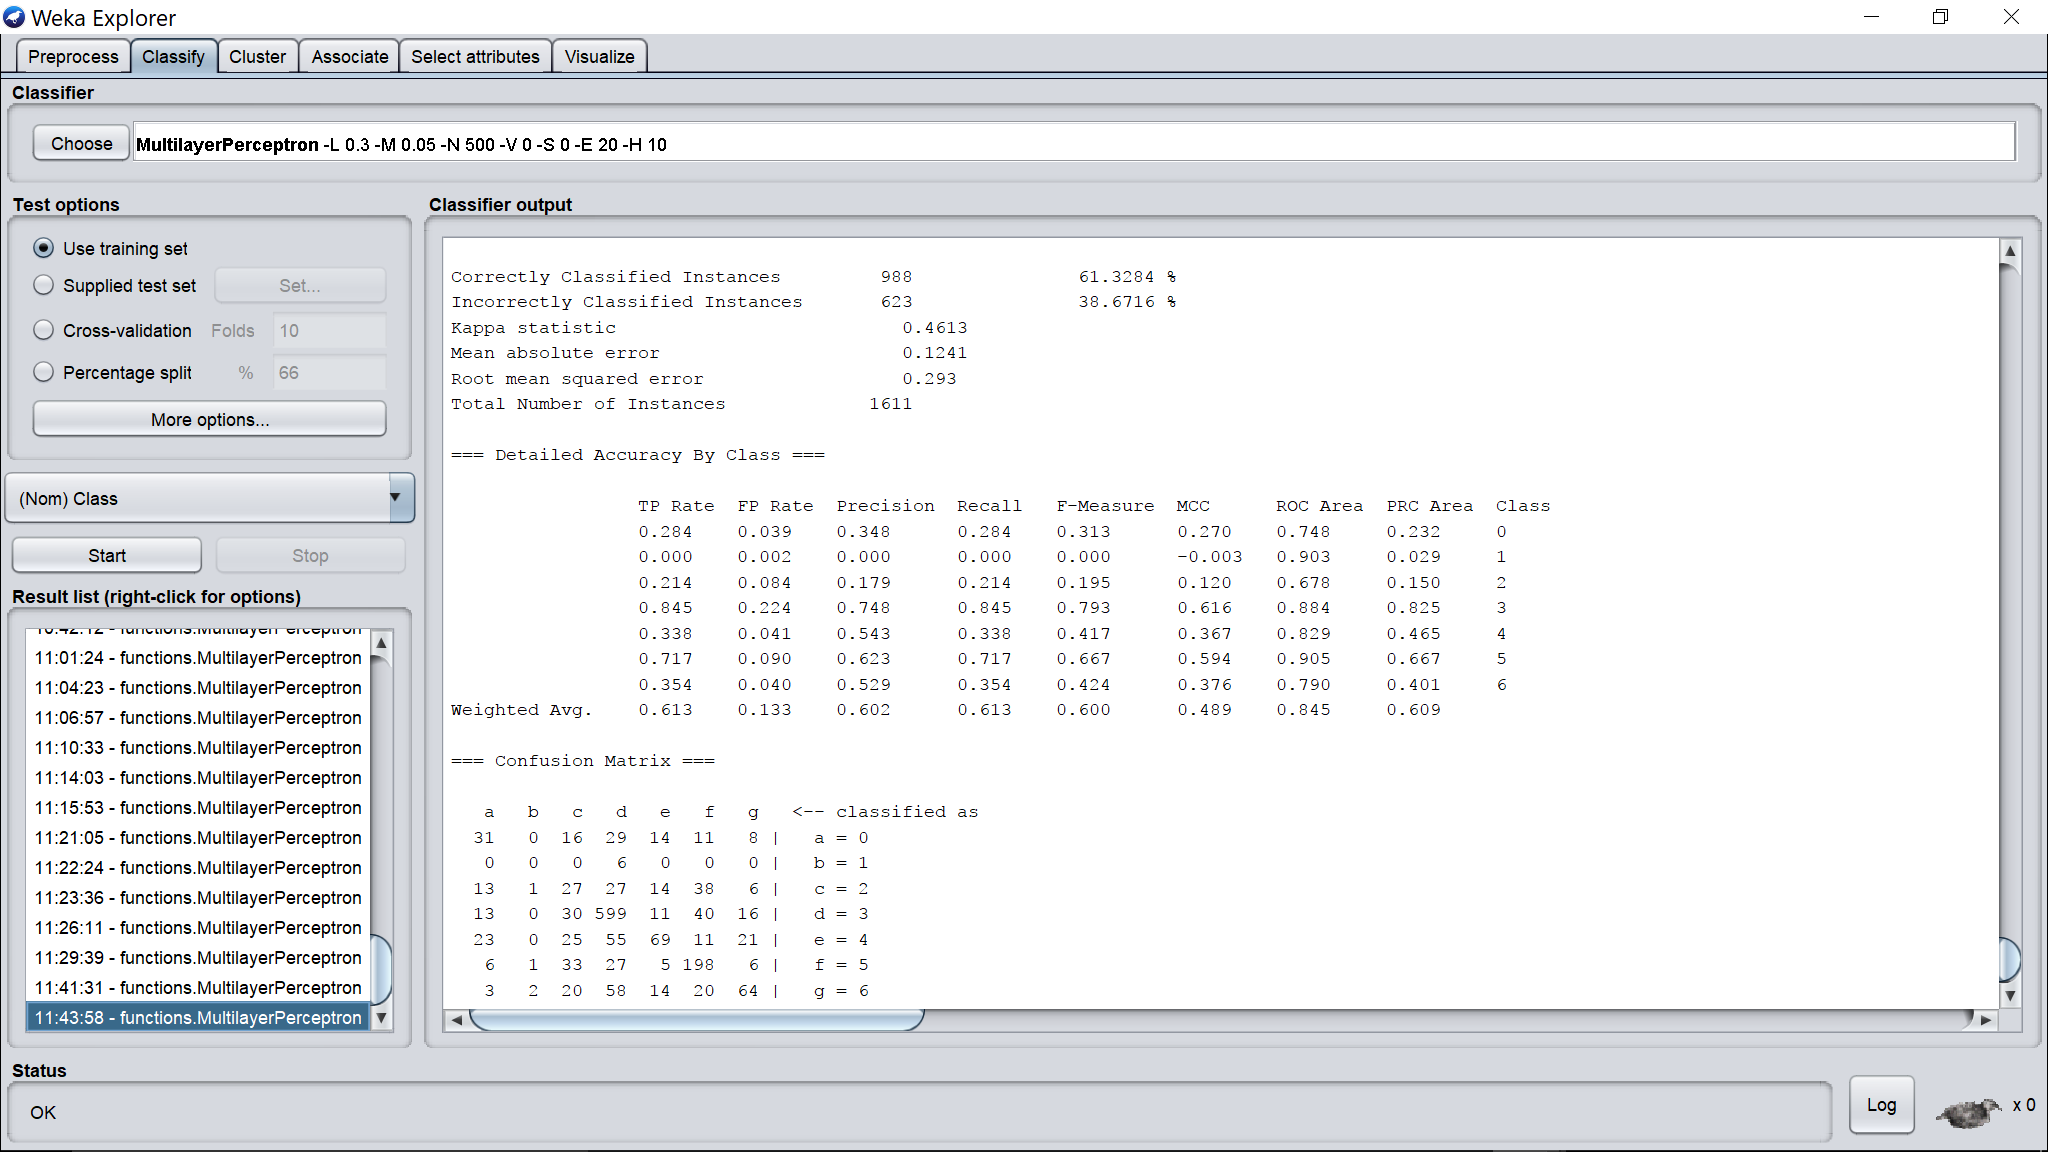 Weka Explorer
Preprocess Classify Cluster Associate Select attributes Visualize
Classifier
Choose MultilayerPerceptron -L 0.3 -M 0.05 -N 500 -V 0 -S 0 -E 20 -H 10
Test options
Use training set
Supplied test set Set...
Cross-validation Folds 10
Percentage split % 66
More options...
(Nom) Class
Start Stop
Result list (right-click for options)
10:42:12 - functions.MultilayerPerceptron
11:01:24 - functions.MultilayerPerceptron
11:04:23 - functions.MultilayerPerceptron
11:06:57 - functions.MultilayerPerceptron
11:10:33 - functions.MultilayerPerceptron
11:14:03 - functions.MultilayerPerceptron
11:15:53 - functions.MultilayerPerceptron
11:21:05 - functions.MultilayerPerceptron
11:22:24 - functions.MultilayerPerceptron
11:23:36 - functions.MultilayerPerceptron
11:26:11 - functions.MultilayerPerceptron
11:29:39 - functions.MultilayerPerceptron
11:41:31 - functions.MultilayerPerceptron
11:43:58 - functions.MultilayerPerceptron
Classifier output
Correctly Classified Instances 988 61.3284 %
Incorrectly Classified Instances 623 38.6716 %
Kappa statistic 0.4613
Mean absolute error 0.1241
Root mean squared error 0.293
Total Number of Instances 1611
=== Detailed Accuracy By Class ===
TP Rate FP Rate Precision Recall F-Measure MCC ROC Area PRC Area Class
0.284 0.039 0.348 0.284 0.313 0.270 0.748 0.232 0
0.000 0.002 0.000 0.000 0.000 -0.003 0.903 0.029 1
0.214 0.084 0.179 0.214 0.195 0.120 0.678 0.150 2
0.845 0.224 0.748 0.845 0.793 0.616 0.884 0.825 3
0.338 0.041 0.543 0.338 0.417 0.367 0.829 0.465 4
0.717 0.090 0.623 0.717 0.667 0.594 0.905 0.667 5
0.354 0.040 0.529 0.354 0.424 0.376 0.790 0.401 6
Weighted Avg. 0.613 0.133 0.602 0.613 0.600 0.489 0.845 0.609
=== Confusion Matrix ===
a b c d e f g <-- classified as
31 0 16 29 14 11 8 | a = 0
0 0 0 6 0 0 0 | b = 1
13 1 27 27 14 38 6 | c = 2
13 0 30 599 11 40 16 | d = 3
23 0 25 55 69 11 21 | e = 4
6 1 33 27 5 198 6 | f = 5
3 2 20 58 14 20 64 | g = 6
Status
OK
Log x 0